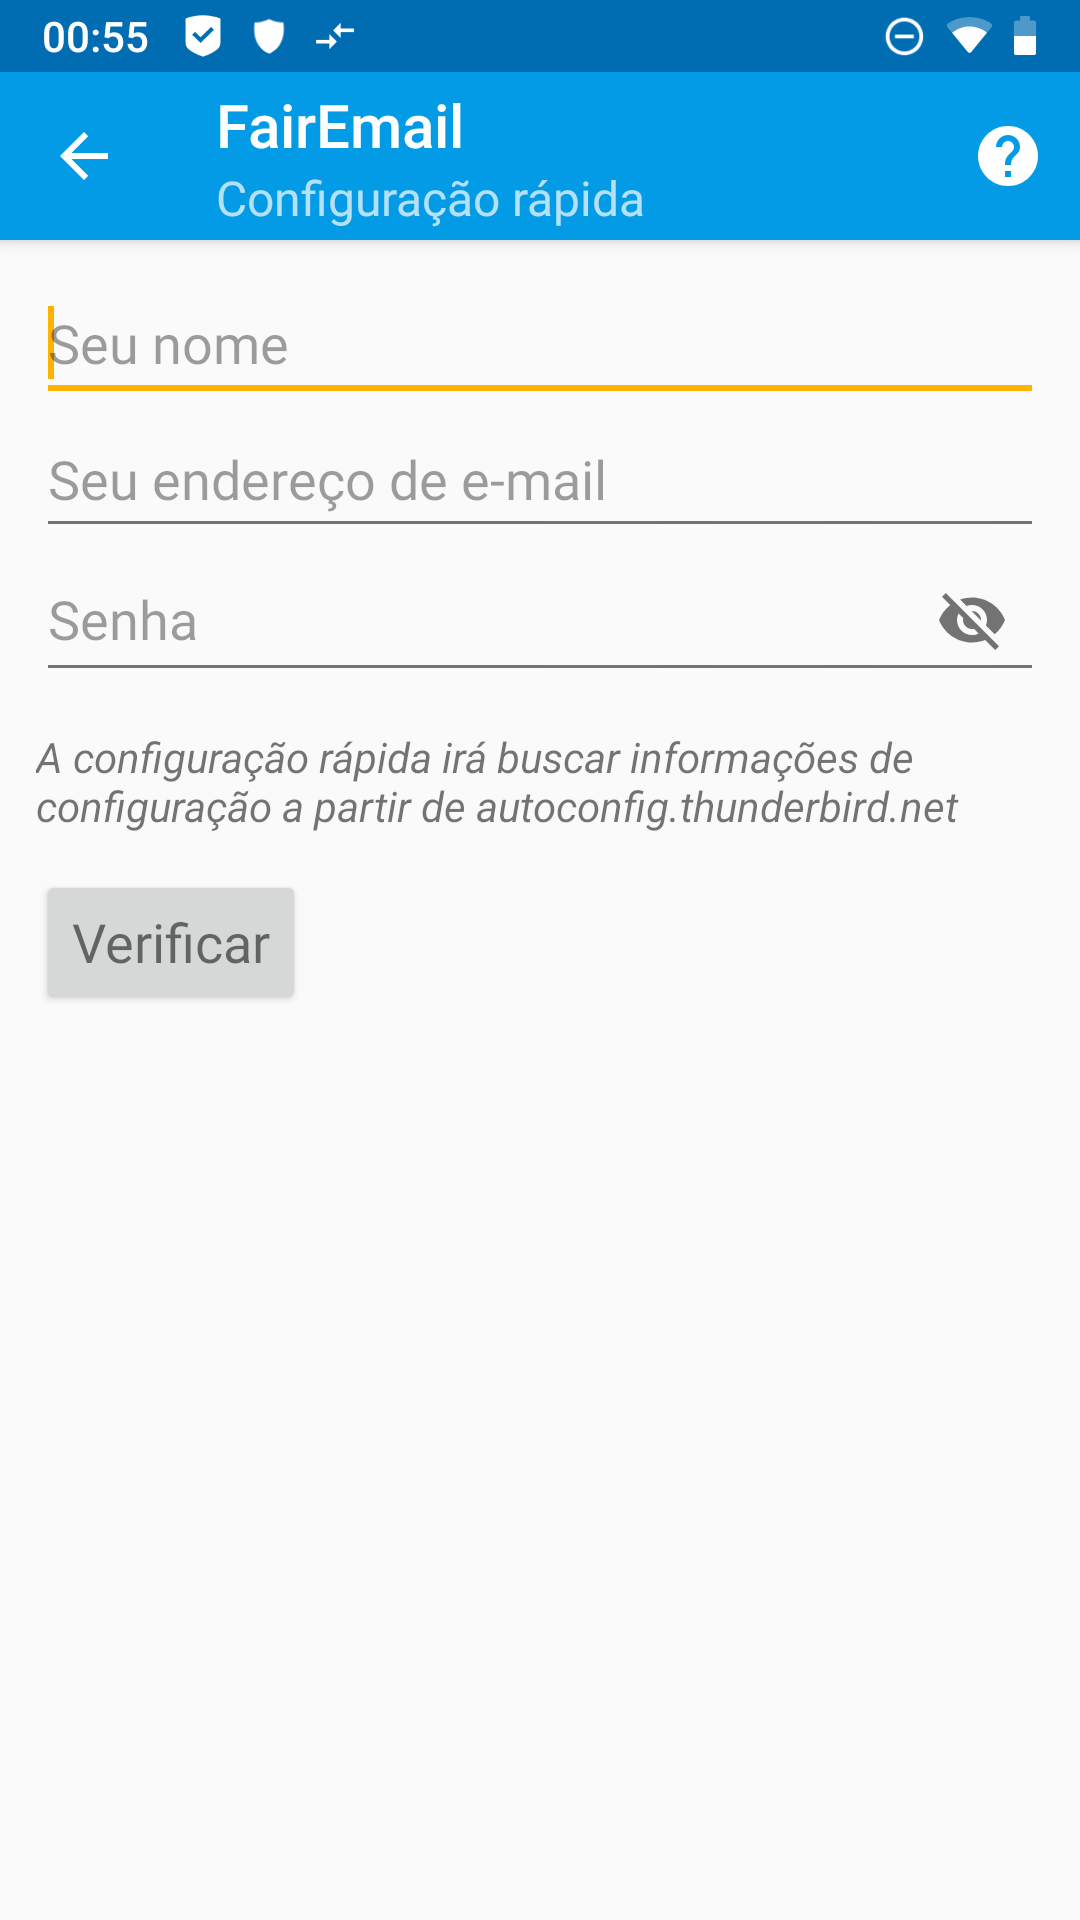 00:55
FairEmail
Configuração rápida
Seu nome
Seu endereço de e-mail
Senha
A configuração rápida irá buscar informações de
configuração a partir de autoconfig.thunderbird.net
Verificar